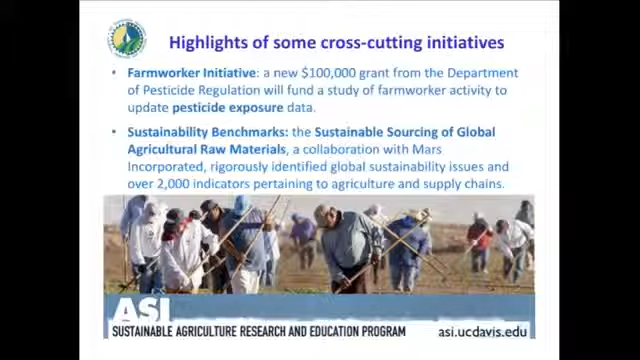 Highlights of some cross-cutting initiatives
• Farmworker Initiative: a new $100,000 grant from the Department
of Pesticide Regulation will fund a study of farmworker activity to
update pesticide exposure data.
• Sustainability Benchmarks: the Sustainable Sourcing of Global
Agricultural Raw Materials, a collaboration with Mars
Incorporated, rigorously identified global sustainability issues and
over 2,000 indicators pertaining to agriculture and supply chains.
ASI
SUSTAINABLE AGRICULTURE RESEARCH AND EDUCATION PROGRAM
asi.ucdavis.edu